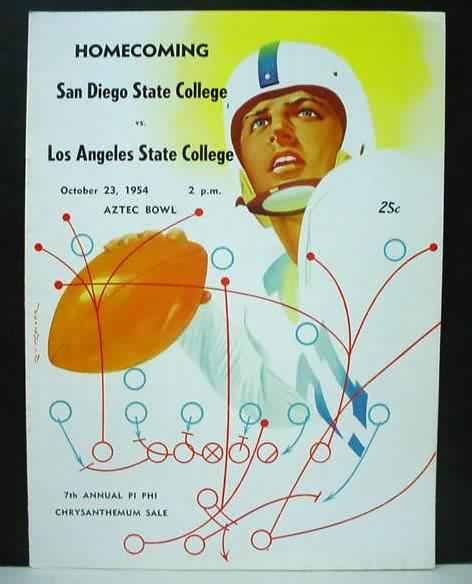 HOMECOMING
San Diego State College
vs.
Los Angeles State College
October 23, 1954 2 p.m.
AZTEC BOWL
25c
7th ANNUAL PI PHI
CHRYSANTHEMUM SALE